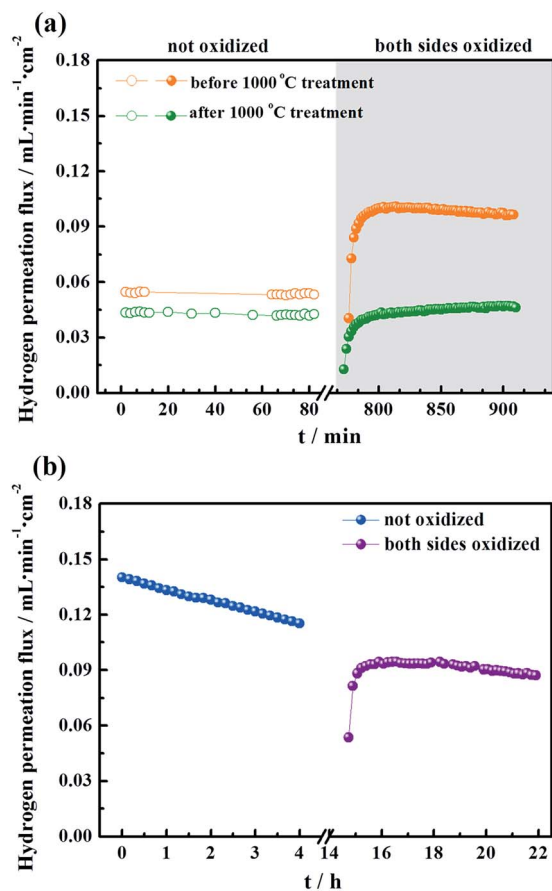 (a)
not oxidized
both sides oxidized
0.18
before 1000 °C treatment
after 1000 °C treatment
0.15
0.12
0.09
0.06
0.03
0.00
Hydrogen permeation flux / mL·min⁻¹·cm⁻²
0 20 40 60 80 800 850 900
t / min
(b)
0.18
not oxidized
both sides oxidized
0.15
0.12
0.09
0.06
0.03
0.00
Hydrogen permeation flux / mL·min⁻¹·cm⁻²
0 1 2 3 4 14 16 18 20 22
t / h